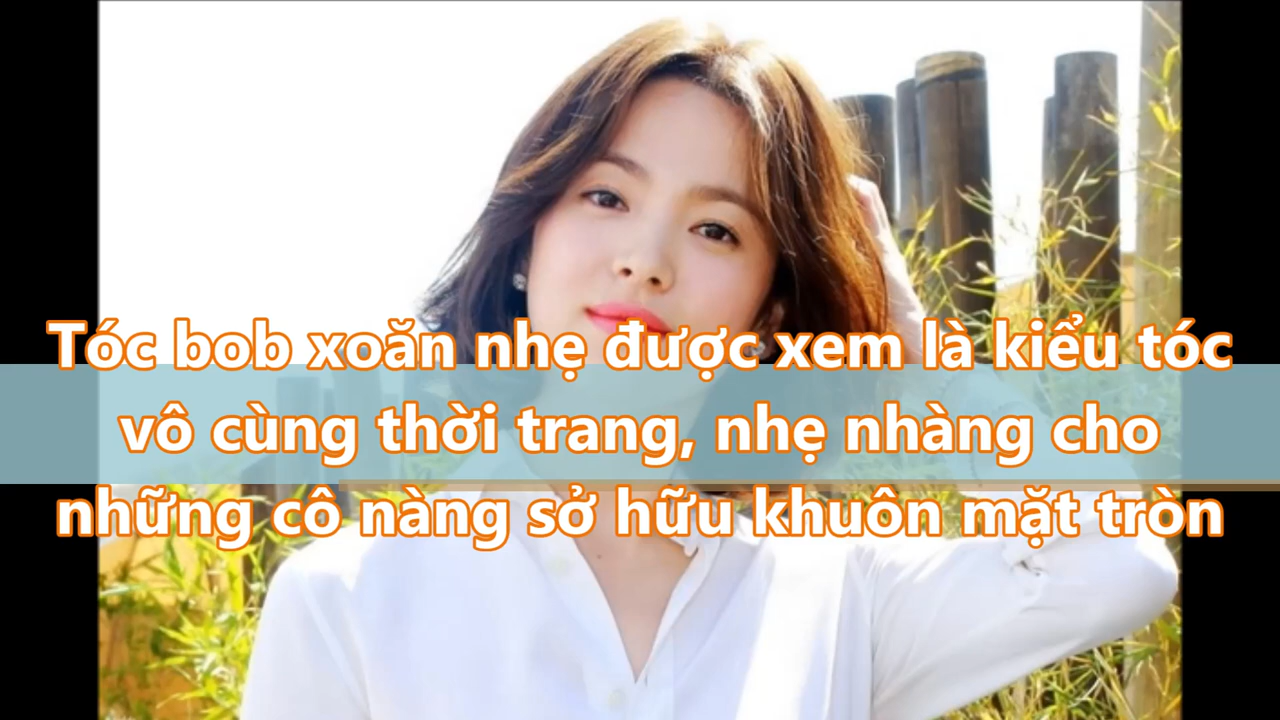 Tóc bob xoăn nhẹ được xem là kiểu tóc
vô cùng thời trang, nhẹ nhàng cho
những cô nàng sở hữu khuôn mặt tròn